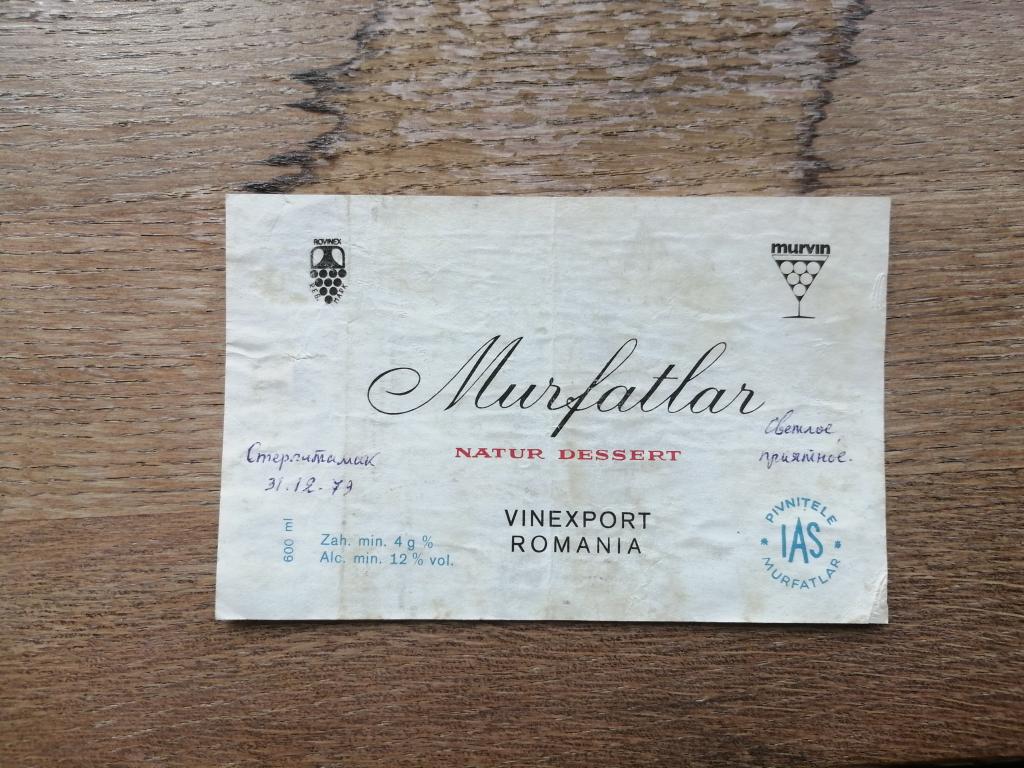 ROVINEX
murvin
Murfatlar
NATUR DESSERT
Светлое,
приятное.
Стерлитамак
31.12.79
VINEXPORT
ROMANIA
600 ml
Zah. min. 4 g %
Alc. min. 12 % vol.
PIVNIȚELE
IAS
MURFATLAR